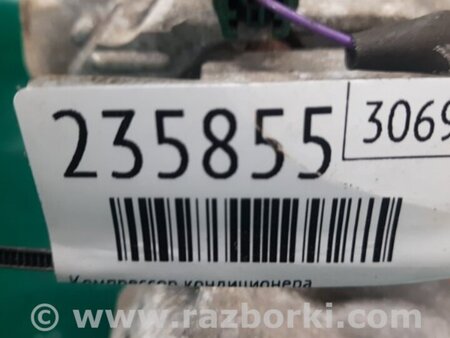 235855 3069
Компрессор кондиционера
© www.razborki.com